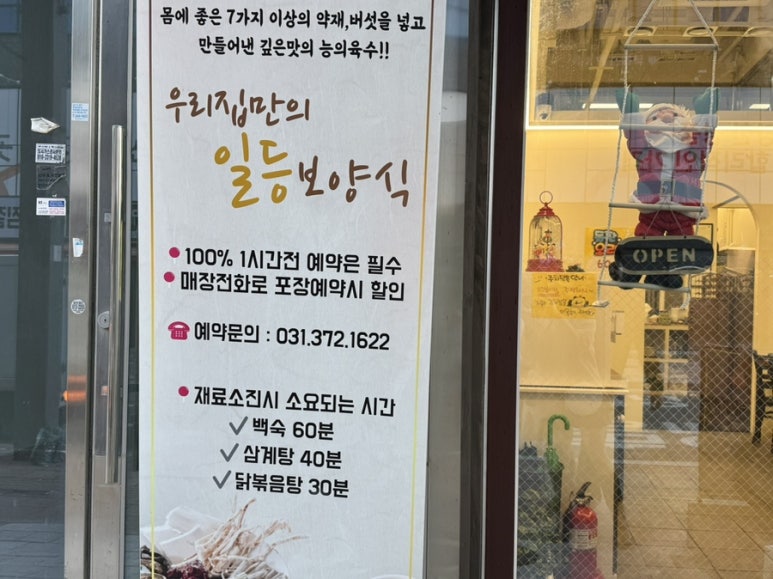 몸에 좋은 7가지 이상의 약재,버섯을 넣고
만들어낸 깊은맛의 능의육수!!
우리집만의
일등보양식
100% 1시간전 예약은 필수
매장전화로 포장예약시 할인
예약문의 : 031.372.1622
재료소진시 소요되는 시간
백숙 60분
삼계탕 40분
닭볶음탕 30분
OPEN